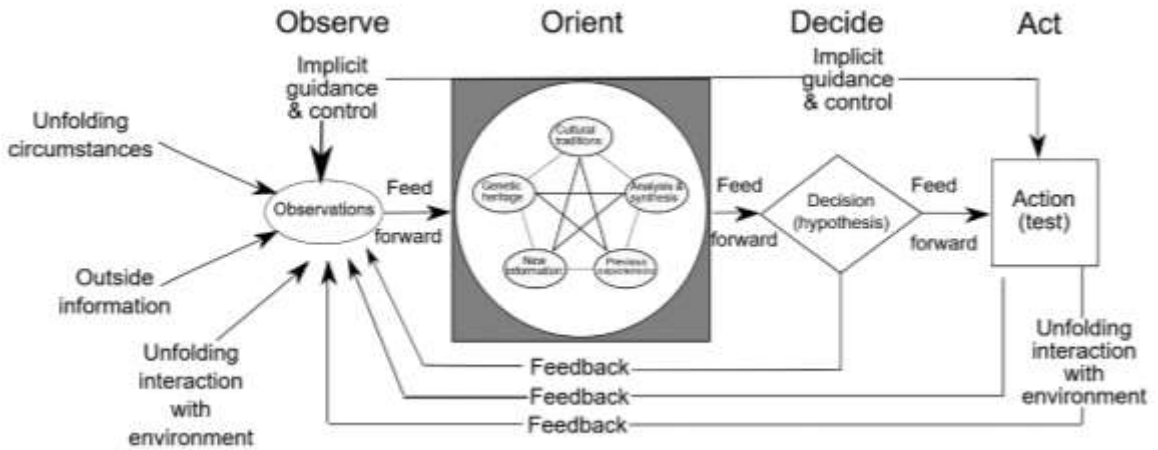 Observe
Orient
Decide
Act
Implicit
guidance
& control
Implicit
guidance
& control
Unfolding
circumstances
Observations
Feed
forward
Cultural
traditions
Genetic
heritage
Analysis &
synthesis
New
information
Previous
experiences
Feed
forward
Decision
(hypothesis)
Feed
forward
Action
(test)
Outside
information
Unfolding
interaction
with
environment
Feedback
Feedback
Feedback
Unfolding
interaction
with
environment